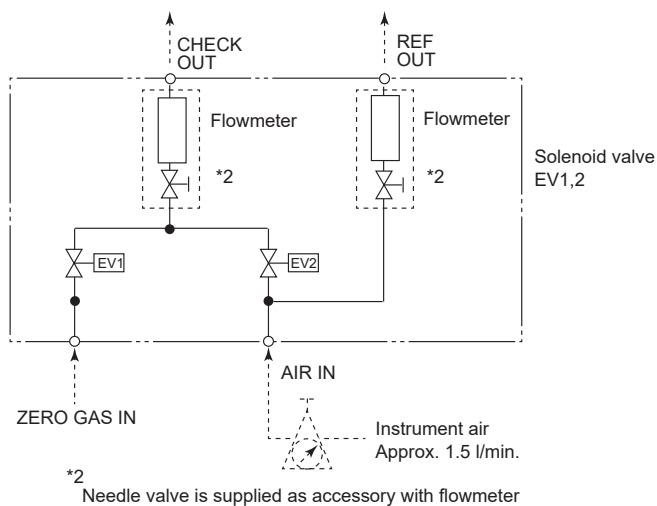 CHECK
OUT
REF
OUT
Flowmeter
Flowmeter
Solenoid valve
EV1,2
*2
*2
EV1
EV2
AIR IN
ZERO GAS IN
Instrument air
Approx. 1.5 l/min.
*2
Needle valve is supplied as accessory with flowmeter